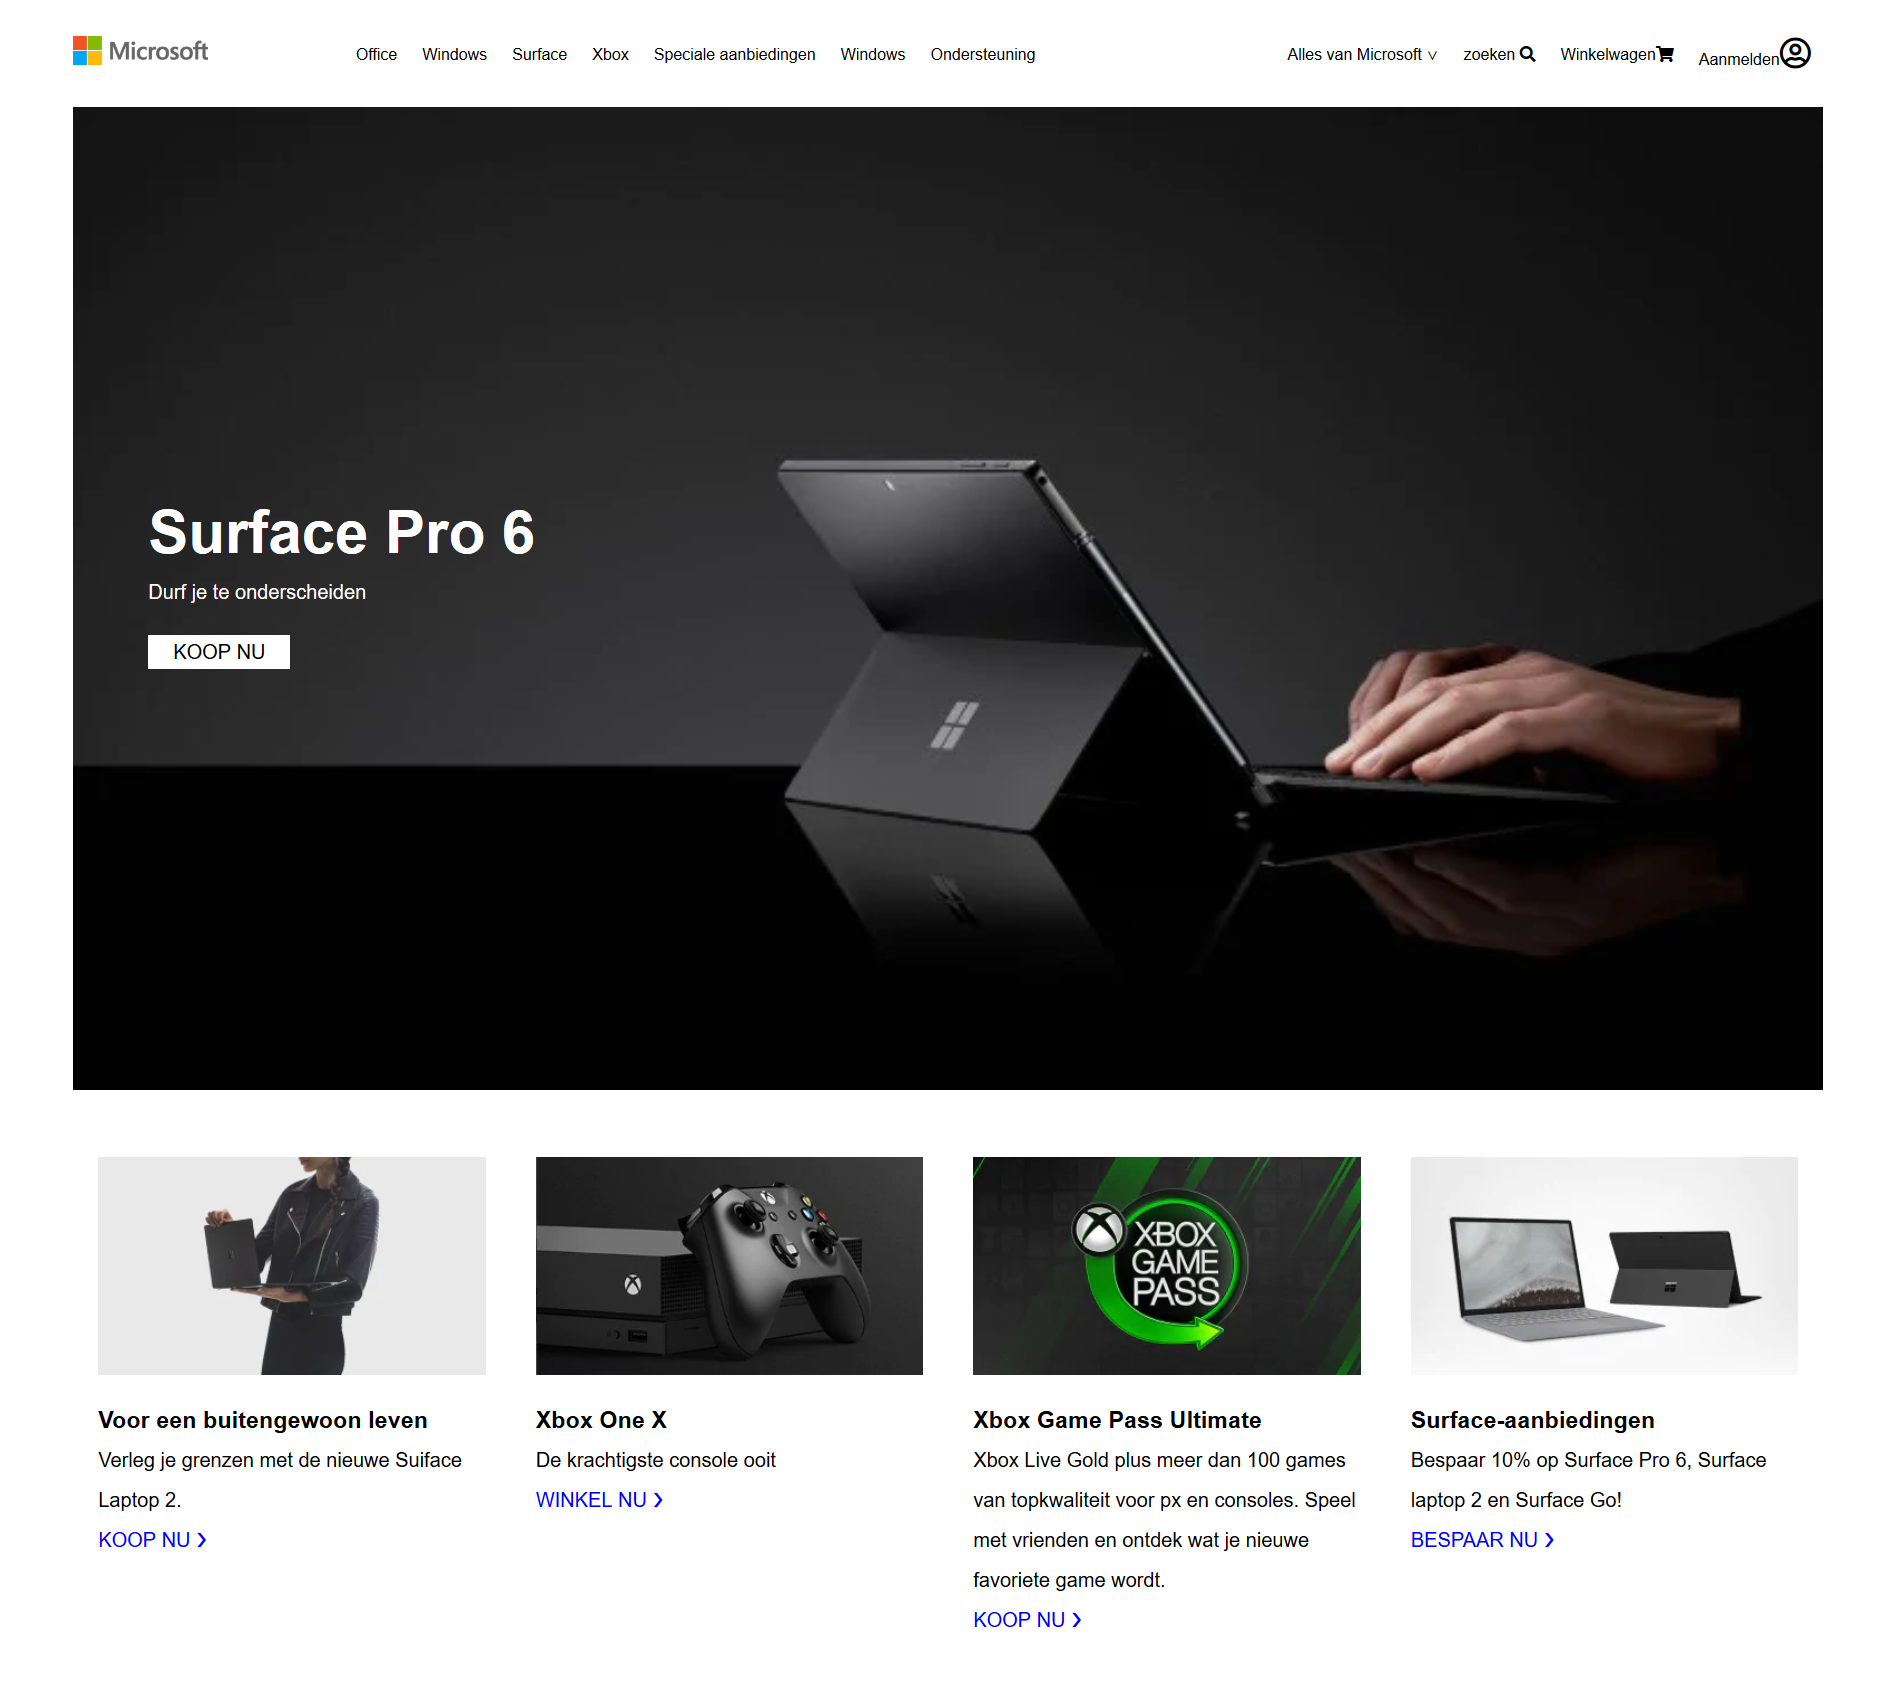 Microsoft
Office Windows Surface Xbox Speciale aanbiedingen Windows Ondersteuning Alles van Microsoft ∨ zoeken Winkelwagen Aanmelden
Surface Pro 6
Durf je te onderscheiden
KOOP NU
XBOX
GAME
PASS
Voor een buitengewoon leven
Verleg je grenzen met de nieuwe Suiface
Laptop 2.
KOOP NU ❯
Xbox One X
De krachtigste console ooit
WINKEL NU ❯
Xbox Game Pass Ultimate
Xbox Live Gold plus meer dan 100 games
van topkwaliteit voor px en consoles. Speel
met vrienden en ontdek wat je nieuwe
favoriete game wordt.
KOOP NU ❯
Surface-aanbiedingen
Bespaar 10% op Surface Pro 6, Surface
laptop 2 en Surface Go!
BESPAAR NU ❯